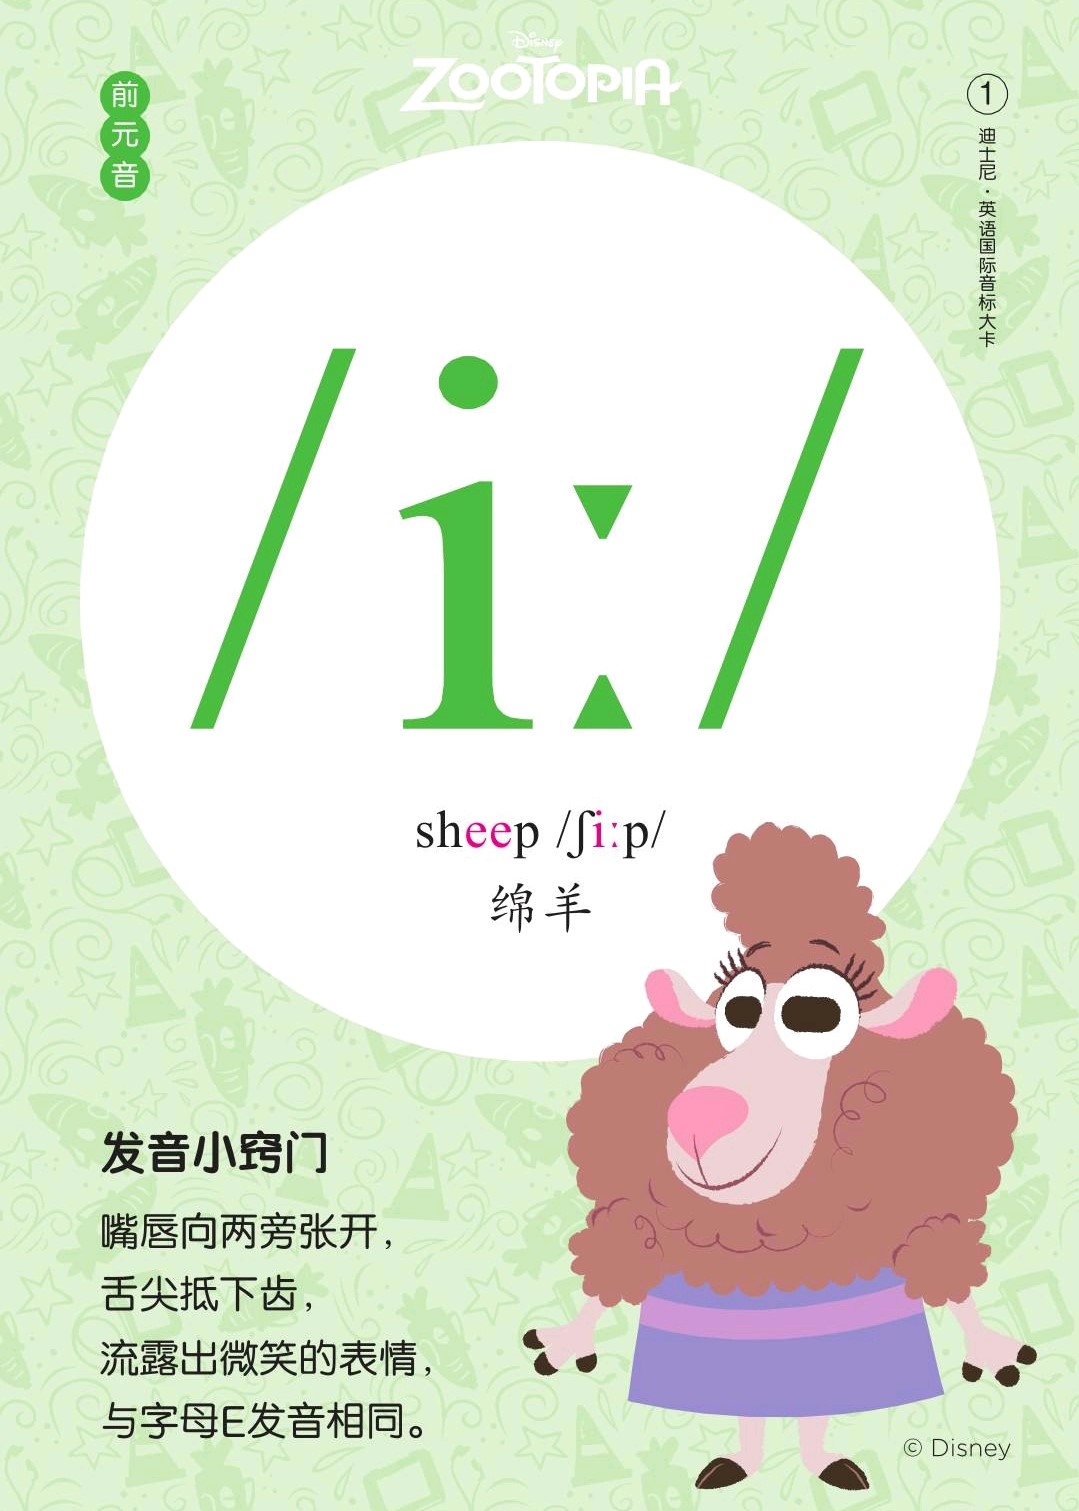 Disney
ZOOTOPIA
前元音
1
迪士尼·英语国际音标大卡
/iː/
sheep /ʃiːp/
绵羊
发音小窍门
嘴唇向两旁张开，
舌尖抵下齿，
流露出微笑的表情，
与字母E发音相同。
© Disney